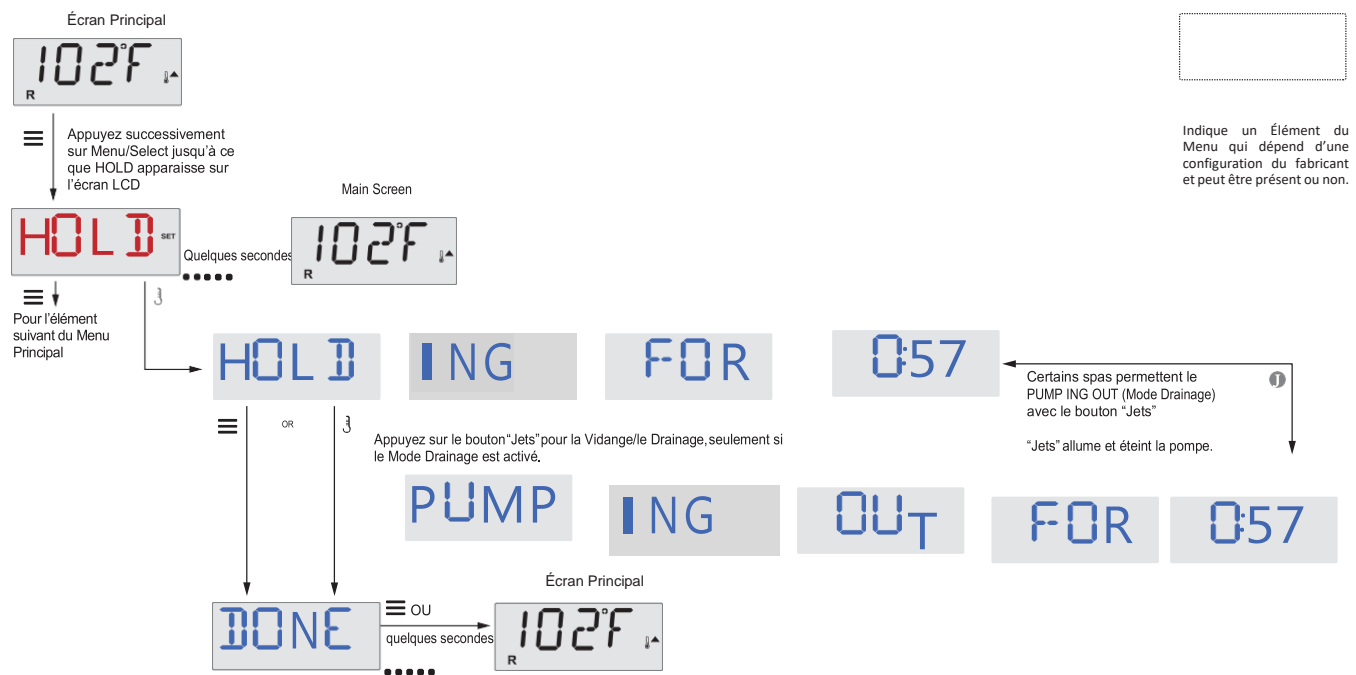 Écran Principal
102°F
R
Appuyez successivement
sur Menu/Select jusqu'à ce
que HOLD apparaisse sur
l'écran LCD
Indique un Élément du
Menu qui dépend d'une
configuration du fabricant
et peut être présent ou non.
Main Screen
HOLD SET
Quelques secondes
102°F
R
Pour l'élément
suivant du Menu
Principal
HOLD ING FOR 0:57
Certains spas permettent le
PUMP ING OUT (Mode Drainage)
avec le bouton “Jets”
“Jets” allume et éteint la pompe.
J
OR
Appuyez sur le bouton “Jets” pour la Vidange/le Drainage, seulement si
le Mode Drainage est activé.
PUMP ING OUT FOR 0:57
Écran Principal
DONE
OU
quelques secondes
102°F
R